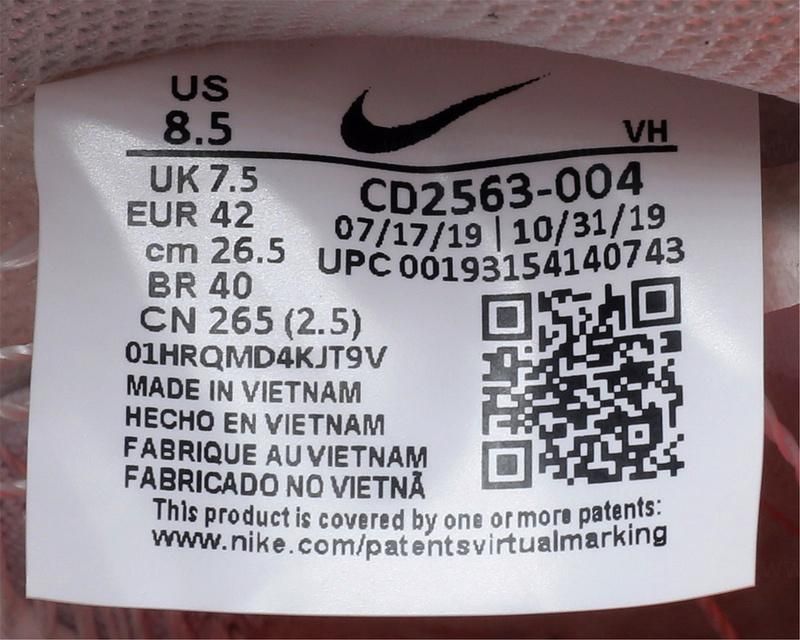 US
8.5
VH
UK 7.5
EUR 42
cm 26.5
BR 40
CN 265 (2.5)
CD2563-004
07/17/19 | 10/31/19
UPC 00193154140743
01HRQMD4KJT9V
MADE IN VIETNAM
HECHO EN VIETNAM
FABRIQUE AU VIETNAM
FABRICADO NO VIETNÃ
This product is covered by one or more patents:
www.nike.com/patentsvirtualmarking